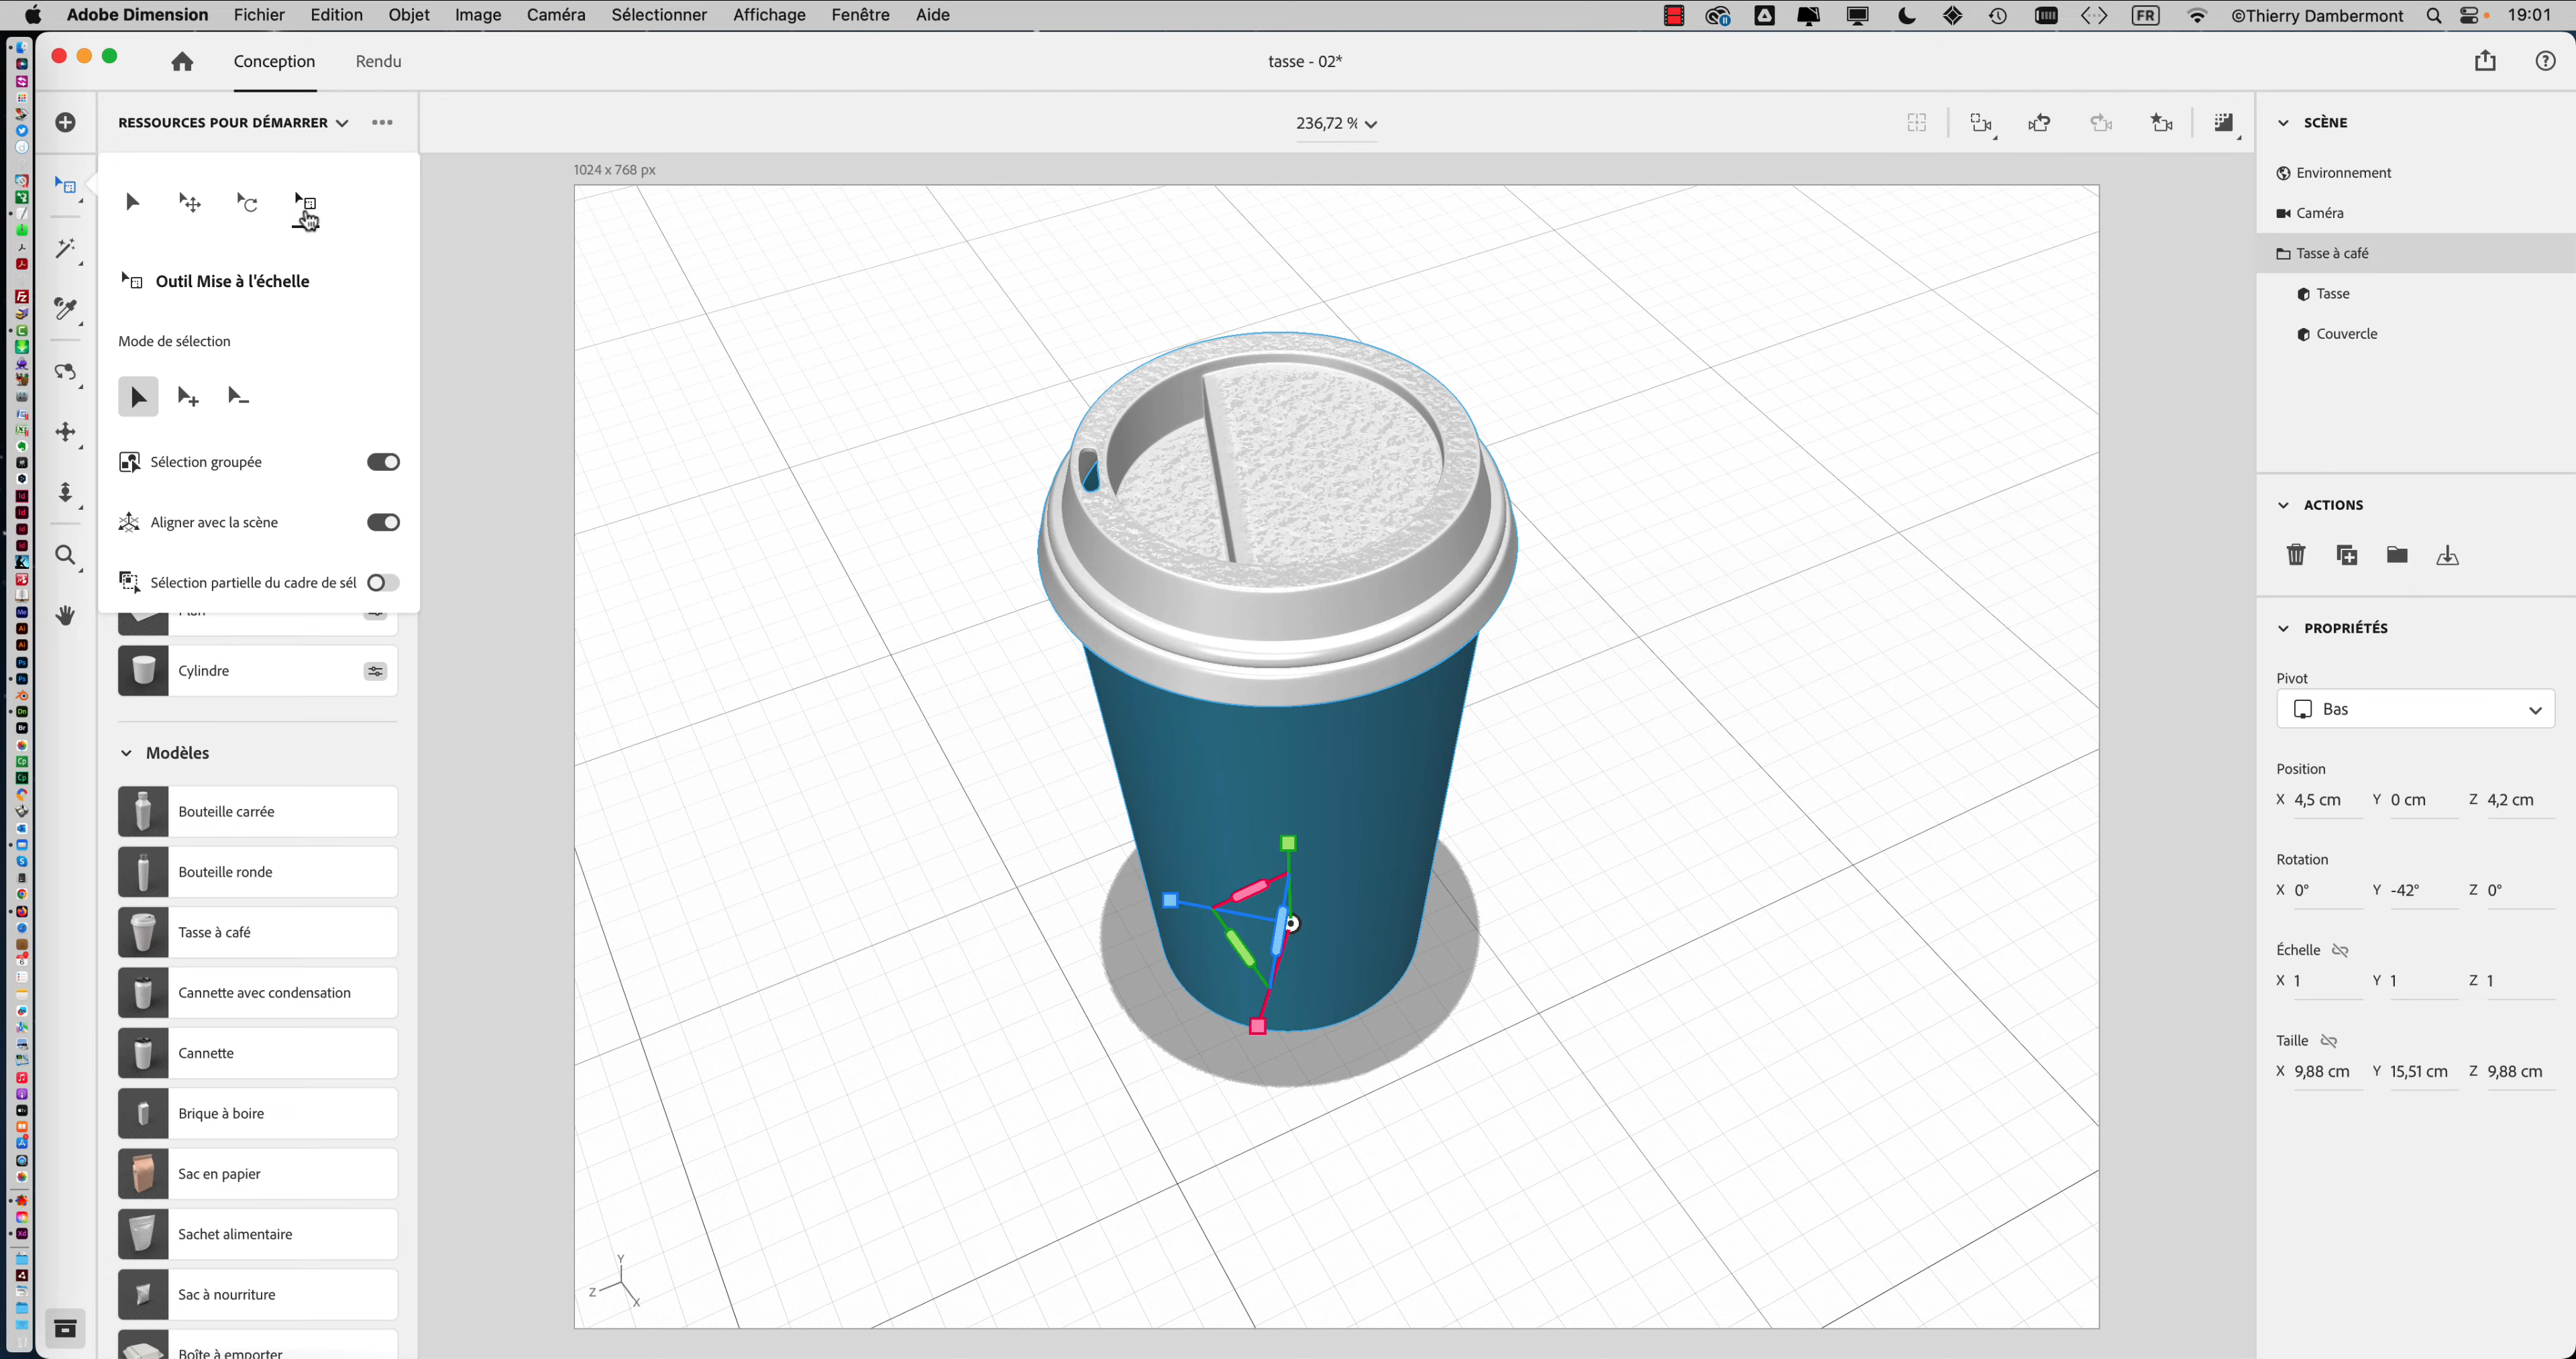 Adobe Dimension Fichier Edition Objet Image Caméra Sélectionner Affichage Fenêtre Aide FR ©Thierry Dambermont 19:01
Conception Rendu tasse - 02*
RESSOURCES POUR DÉMARRER
236,72 %
1024 x 768 px
Outil Mise à l'échelle
Mode de sélection
Sélection groupée
Aligner avec la scène
Sélection partielle du cadre de sél
Cylindre
Modèles
Bouteille carrée
Bouteille ronde
Tasse à café
Cannette avec condensation
Cannette
Brique à boire
Sac en papier
Sachet alimentaire
Sac à nourriture
Boîte à emporter
Y
Z
X
SCÈNE
Environnement
Caméra
Tasse à café
Tasse
Couvercle
ACTIONS
PROPRIÉTÉS
Pivot
Bas
Position
X 4,5 cm Y 0 cm Z 4,2 cm
Rotation
X 0° Y -42° Z 0°
Échelle
X 1 Y 1 Z 1
Taille
X 9,88 cm Y 15,51 cm Z 9,88 cm